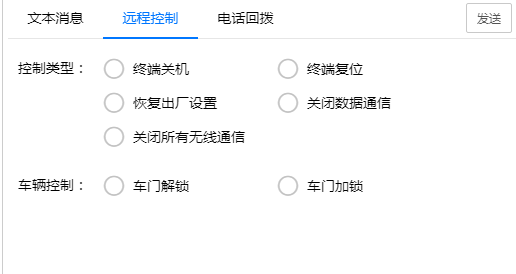 文本消息 远程控制 电话回拨 发送
控制类型： 终端关机 终端复位
恢复出厂设置 关闭数据通信
关闭所有无线通信
车辆控制： 车门解锁 车门加锁